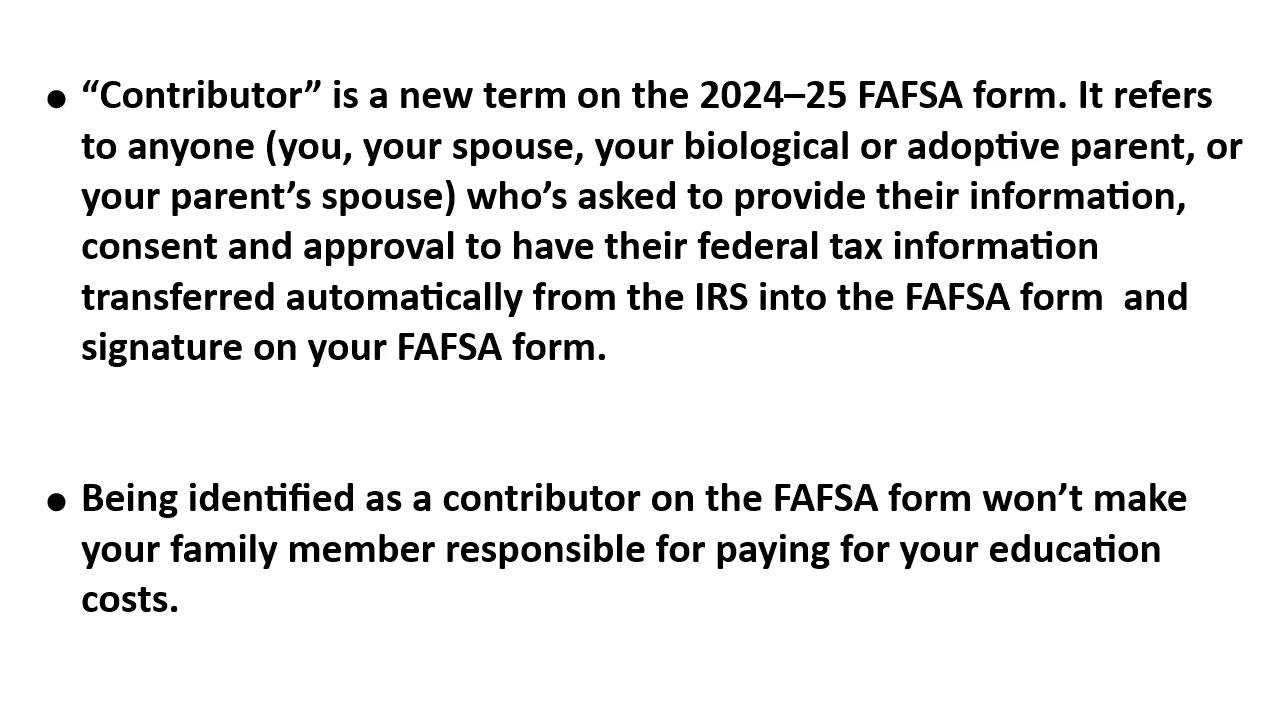 • “Contributor” is a new term on the 2024–25 FAFSA form. It refers
to anyone (you, your spouse, your biological or adoptive parent, or
your parent’s spouse) who’s asked to provide their information,
consent and approval to have their federal tax information
transferred automatically from the IRS into the FAFSA form  and
signature on your FAFSA form.
• Being identified as a contributor on the FAFSA form won’t make
your family member responsible for paying for your education
costs.